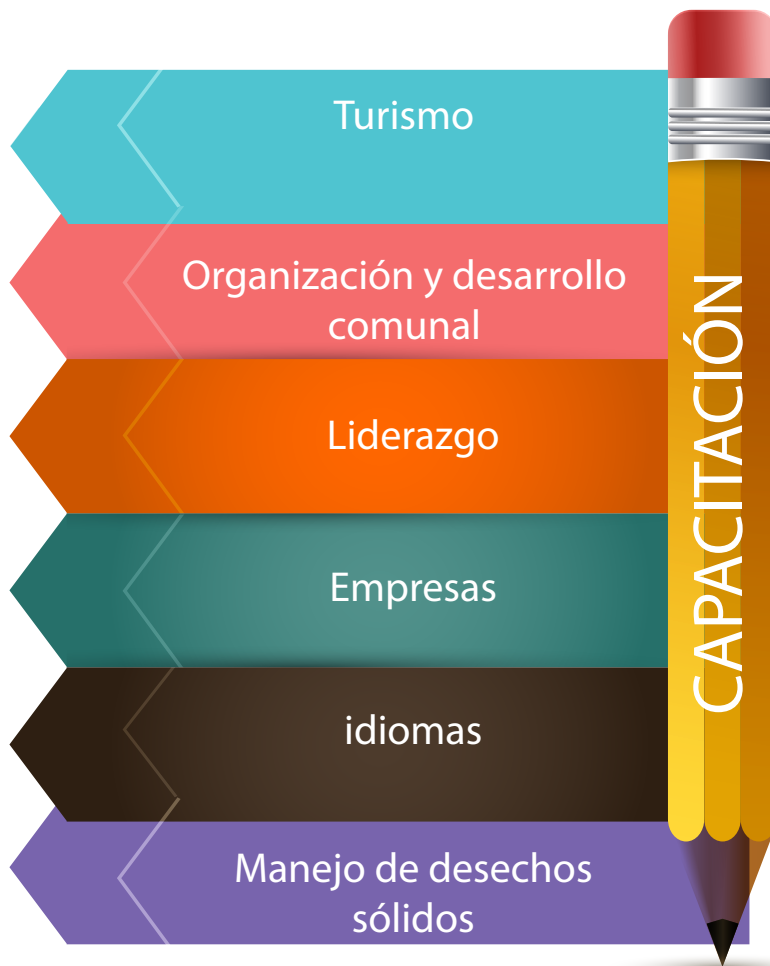 Turismo
Organización y desarrollo
comunal
Liderazgo
Empresas
idiomas
Manejo de desechos
sólidos
CAPACITACIÓN